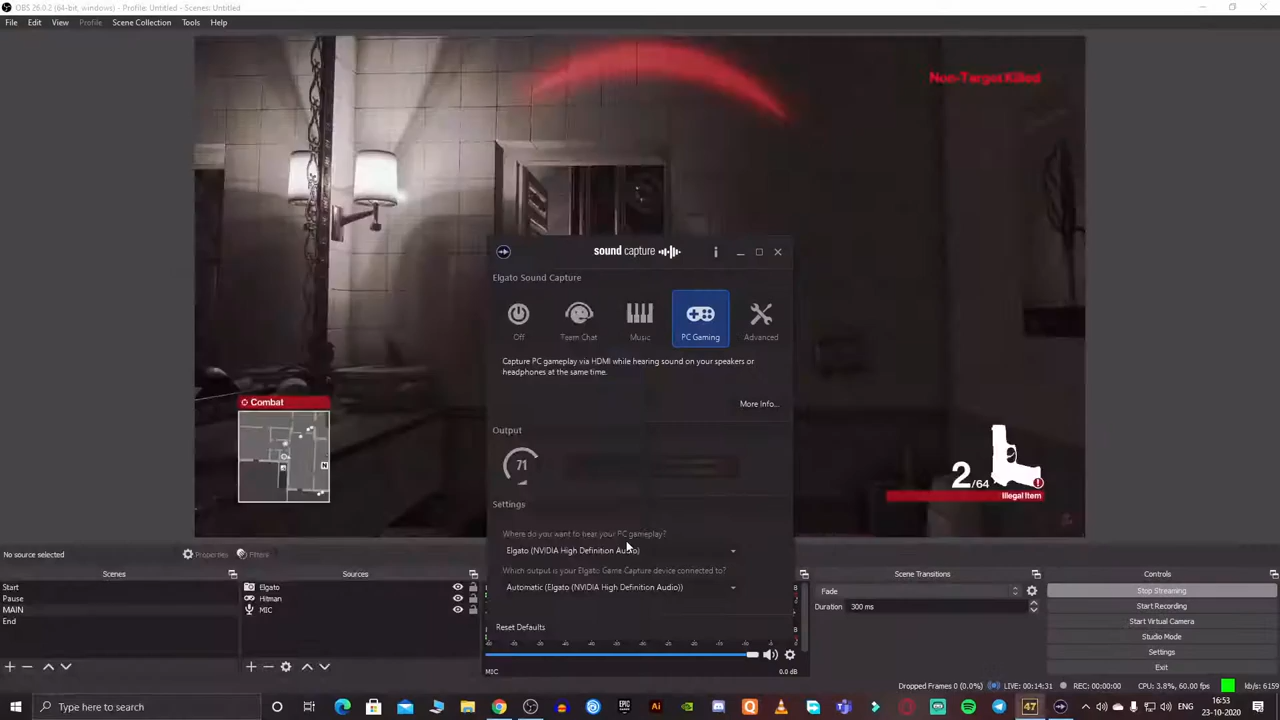 OBS 26.0.2 (64-bit, windows) - Profile: Untitled - Scenes: Untitled
File Edit View Profile Scene Collection Tools Help
Non-Target Killed
sound capture
Elgato Sound Capture
Off Team Chat Music PC Gaming Advanced
Capture PC gameplay via HDMI while hearing sound on your speakers or
headphones at the same time.
More Info...
Combat
N
Output
71
2/64
Illegal Item
Settings
Where do you want to hear your PC gameplay?
Elgato (NVIDIA High Definition Audio)
Which output is your Elgato Game Capture device connected to?
Automatic (Elgato (NVIDIA High Definition Audio))
Reset Defaults
No source selected Properties Filters
Scenes Sources Scene Transitions Controls
Start
Pause
MAIN
End
Elgato
Hitman
MIC
MIC 0.0 dB
Fade
Duration 300 ms
Stop Streaming
Start Recording
Start Virtual Camera
Studio Mode
Settings
Exit
Dropped Frames 0 (0.0%) LIVE: 00:14:31 REC: 00:00:00 CPU: 3.8%, 60.00 fps kb/s: 6159
Type here to search
47
16:53
23-10-2020